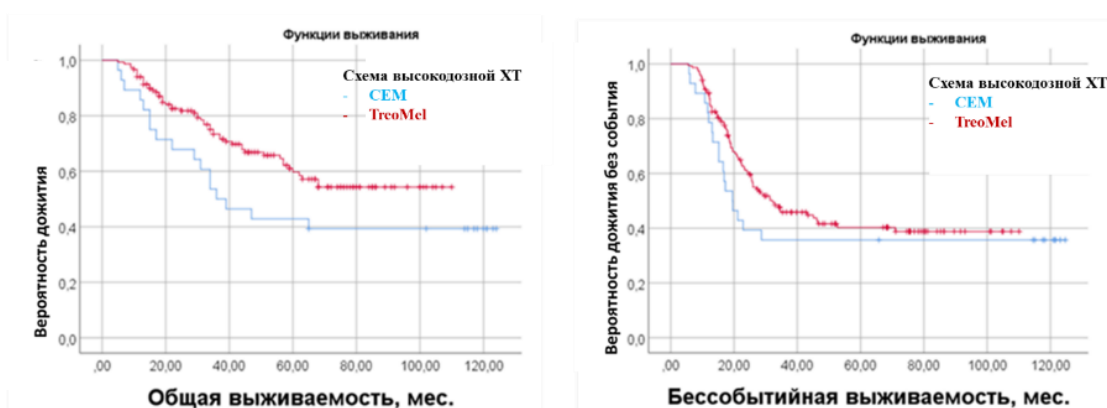 Функции выживания
Схема высокодозной ХТ
CEM
TreoMel
Вероятность дожития
1,0
0,8
0,6
0,4
0,2
0,0
,00 20,00 40,00 60,00 80,00 100,00 120,00
Общая выживаемость, мес.
Функции выживания
Схема высокодозной ХТ
CEM
TreoMel
Вероятность дожития без события
1,0
0,8
0,6
0,4
0,2
0,0
,00 20,00 40,00 60,00 80,00 100,00 120,00
Бессобытийная выживаемость, мес.